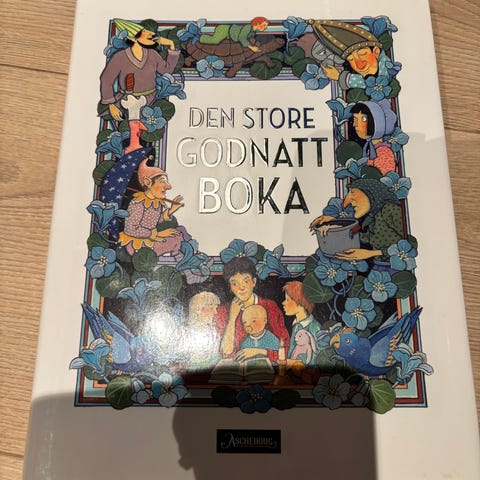 DEN STORE
GODNATT
BOKA
ASCHEHOUG